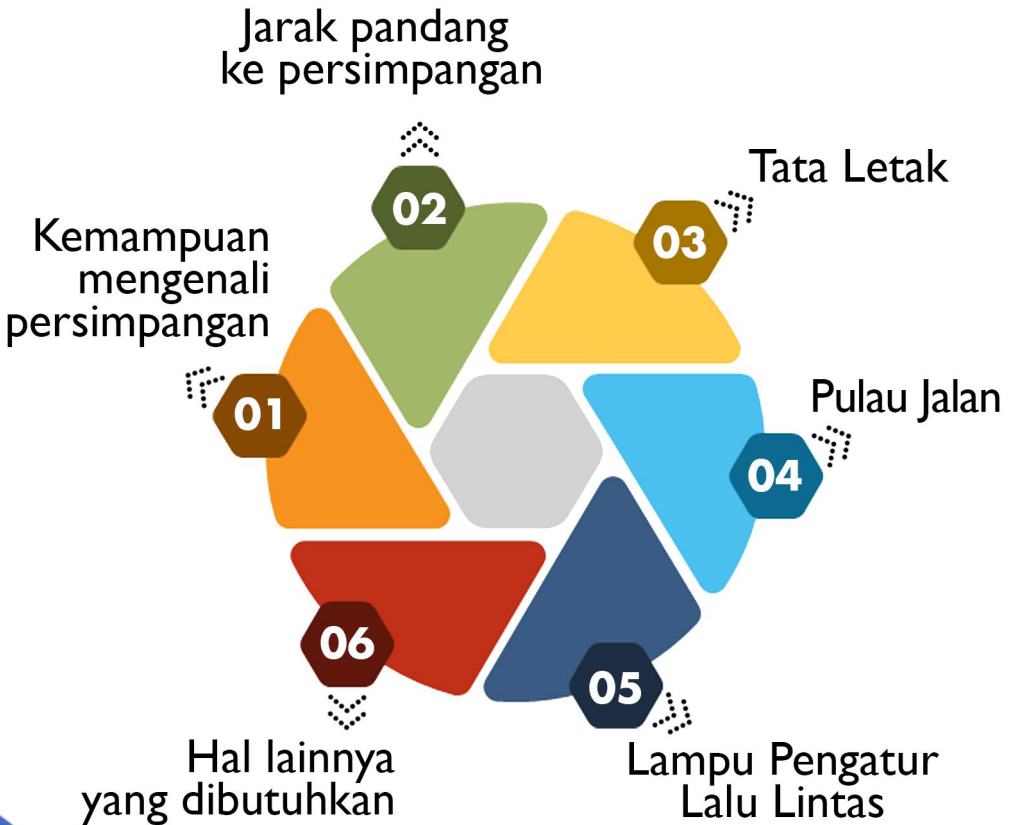 Jarak pandang
ke persimpangan
02
Tata Letak
03
Kemampuan
mengenali
persimpangan
01
Pulau Jalan
04
06
05
Hal lainnya
yang dibutuhkan
Lampu Pengatur
Lalu Lintas